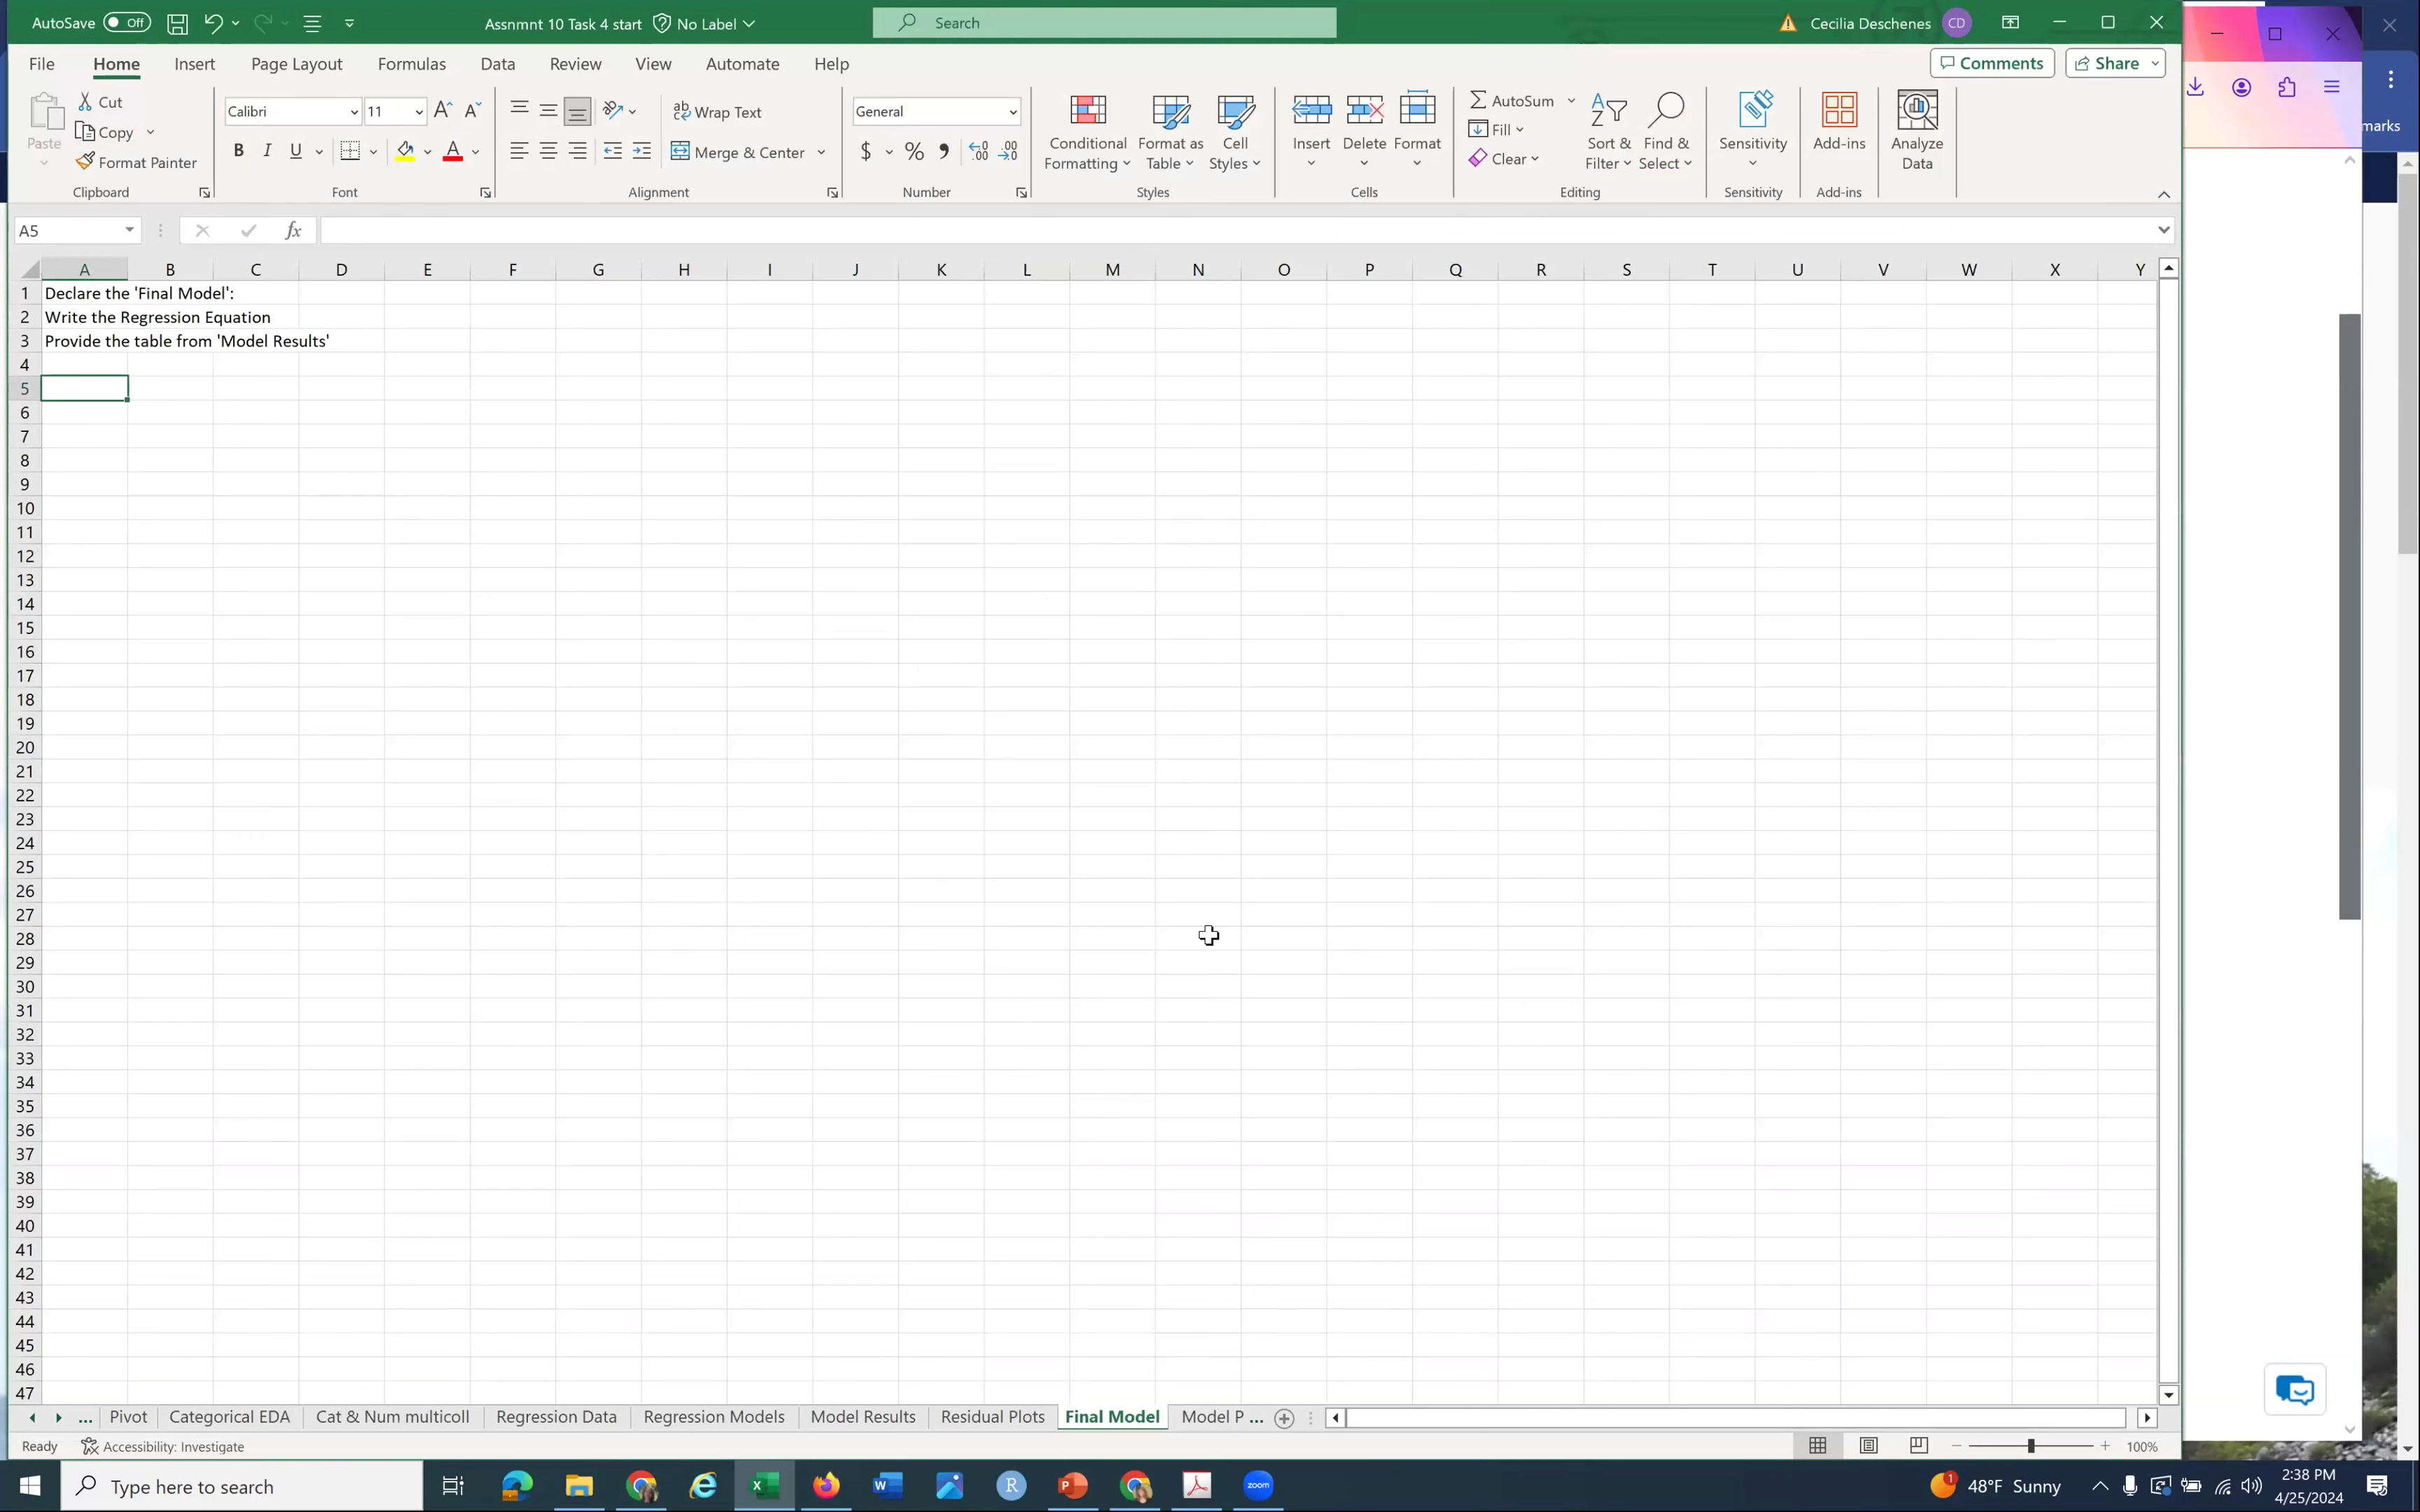 AutoSave Off Assnmnt 10 Task 4 start No Label Search Cecilia Deschenes CD
File Home Insert Page Layout Formulas Data Review View Automate Help Comments Share
Paste
Cut
Copy
Format Painter
Clipboard
Calibri 11 A A
B I U A
Font
ab Wrap Text
Merge & Center
Alignment
General
$ % 9 .00 .00
Number
Conditional Formatting
Format as Table
Cell Styles
Styles
Insert Delete Format
Cells
AutoSum
Fill
Clear
Sort & Filter
Find & Select
Editing
Sensitivity
Sensitivity
Add-ins
Add-ins
Analyze Data
marks
A5 fx
A B C D E F G H I J K L M N O P Q R S T U V W X Y
1 Declare the 'Final Model':
2 Write the Regression Equation
3 Provide the table from 'Model Results'
4
5
6
7
8
9
10
11
12
13
14
15
16
17
18
19
20
21
22
23
24
25
26
27
28
29
30
31
32
33
34
35
36
37
38
39
40
41
42
43
44
45
46
47
... Pivot Categorical EDA Cat & Num multicoll Regression Data Regression Models Model Results Residual Plots Final Model Model P ...
Ready Accessibility: Investigate 100%
Type here to search
zoom
1 48°F Sunny
2:38 PM
4/25/2024